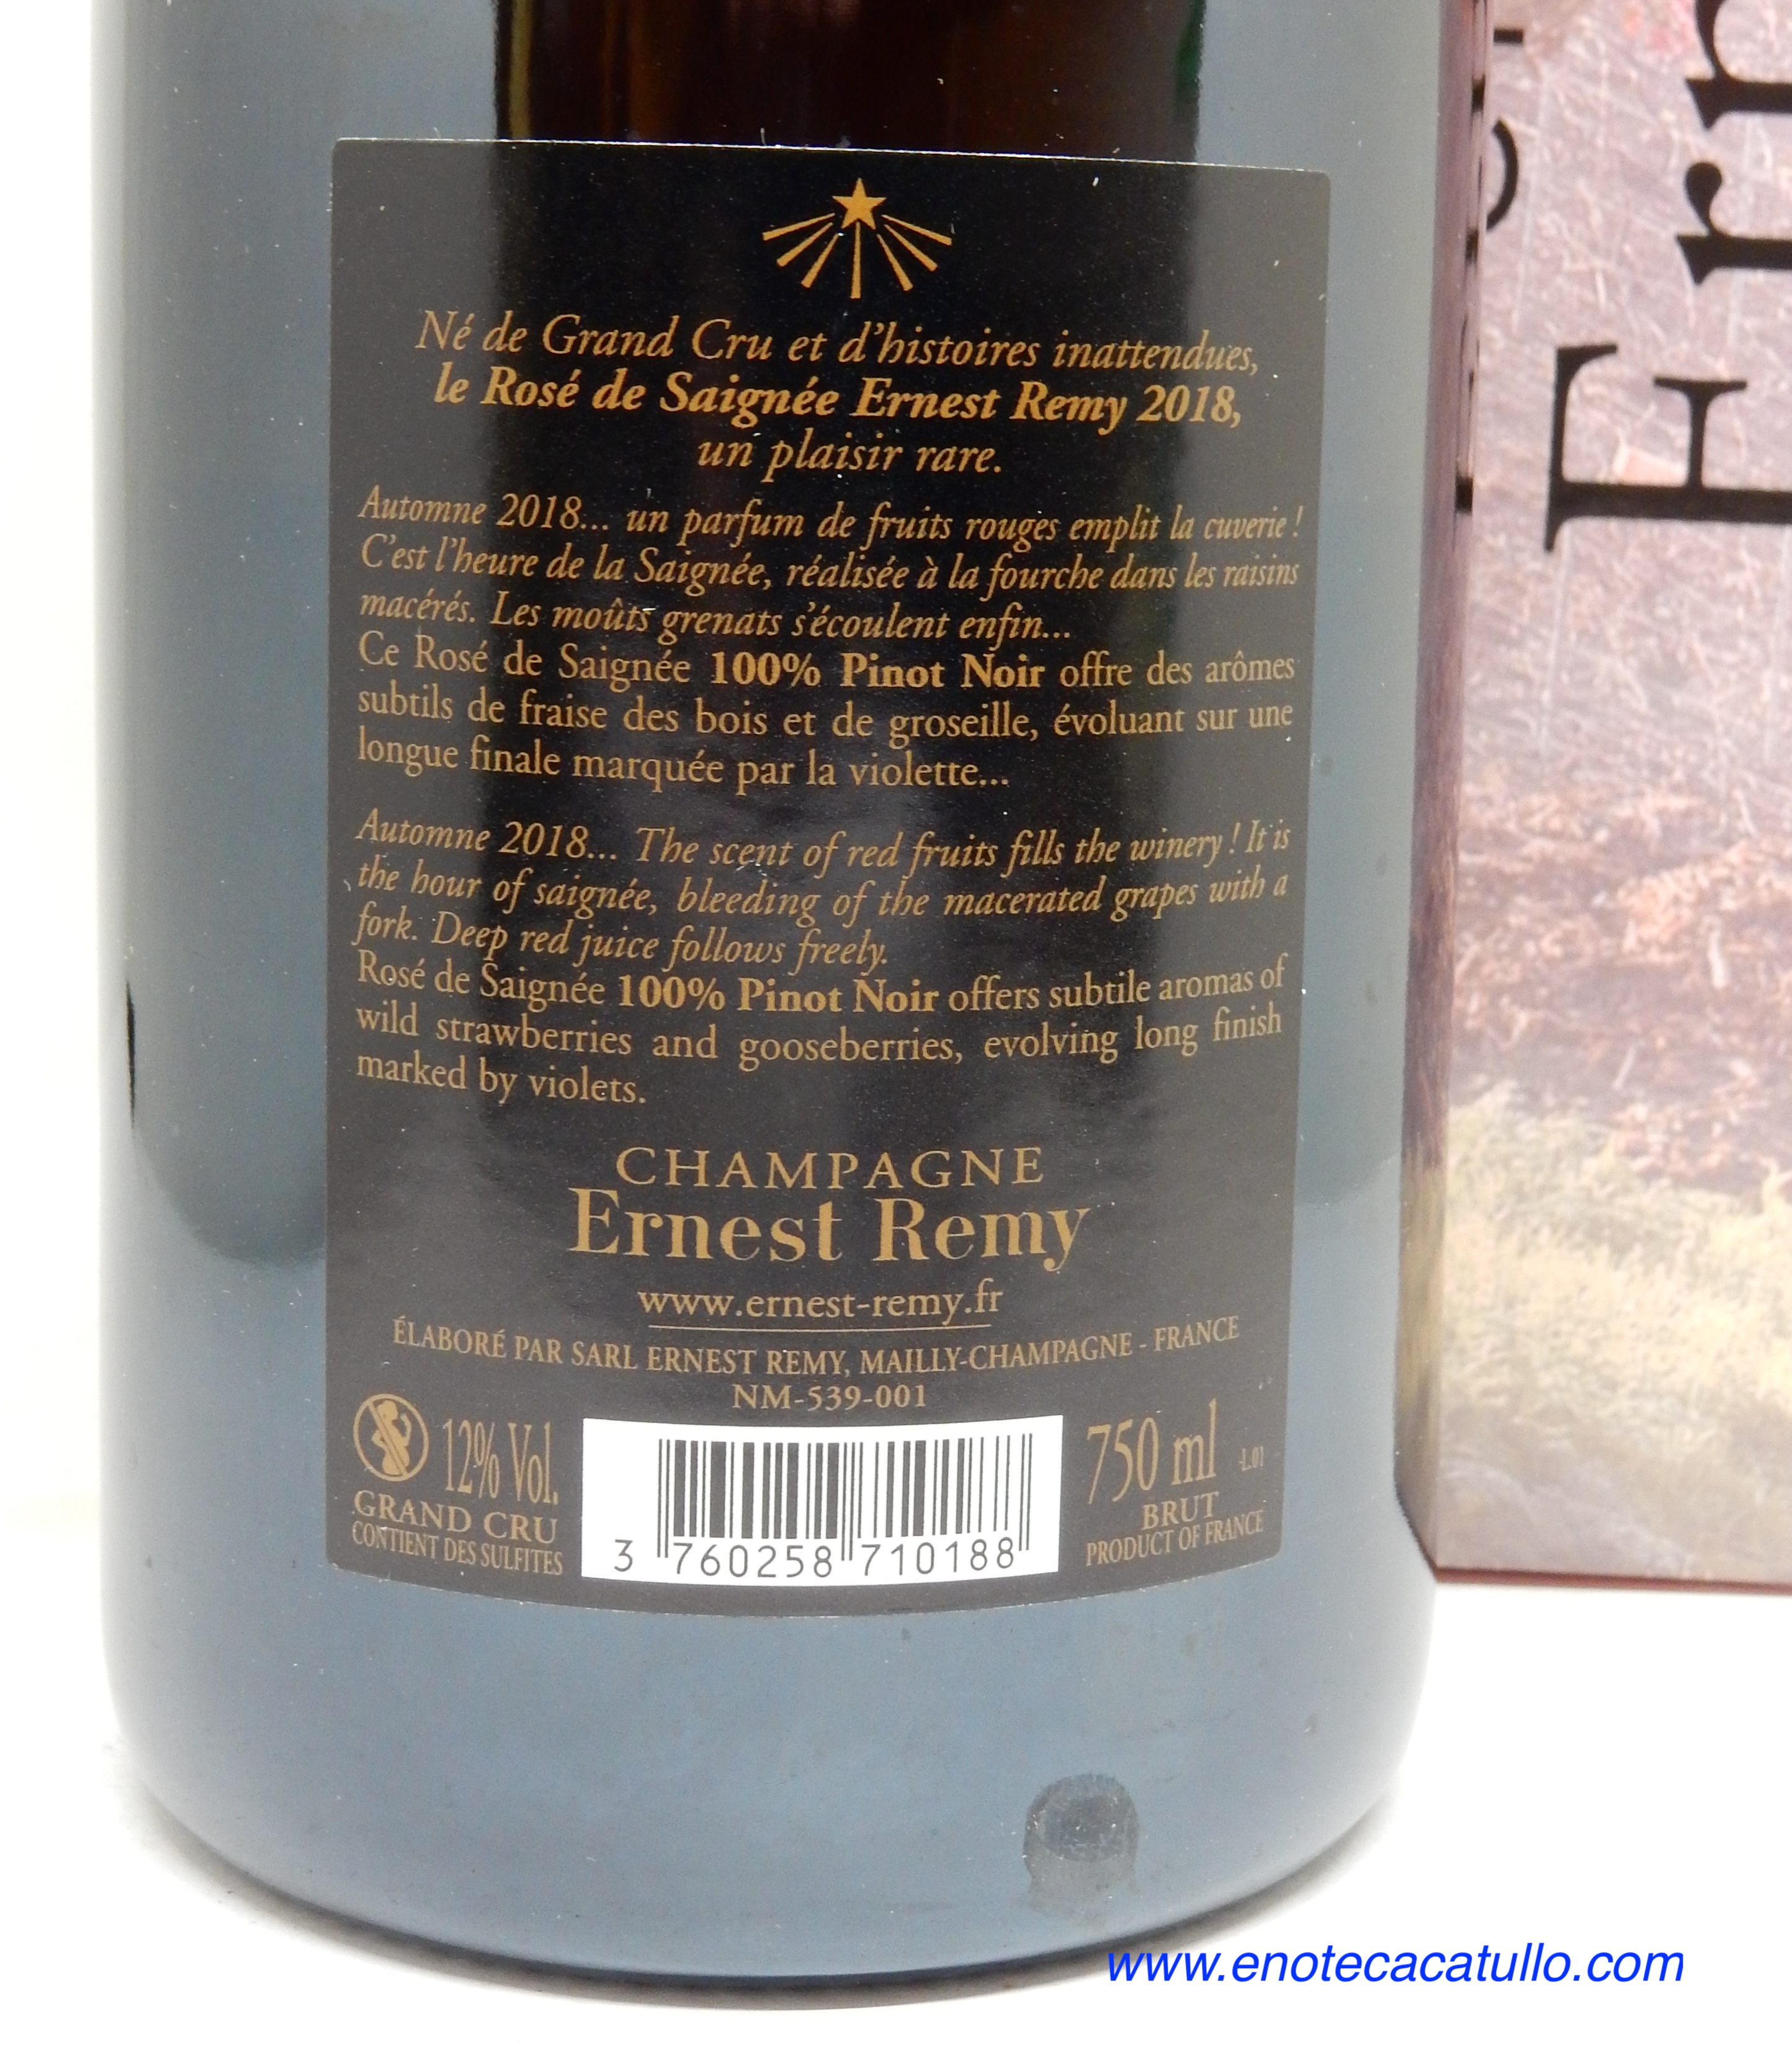 Né de Grand Cru et d'histoires inattendues,
le Rosé de Saignée Ernest Remy 2018,
un plaisir rare.
Automne 2018... un parfum de fruits rouges emplit la cuverie !
C'est l'heure de la Saignée, réalisée à la fourche dans les raisins
macérés. Les moûts grenats s'écoulent enfin...
Ce Rosé de Saignée 100% Pinot Noir offre des arômes
subtils de fraise des bois et de groseille, évoluant sur une
longue finale marquée par la violette...
Automne 2018... The scent of red fruits fills the winery ! It is
the hour of saignée, bleeding of the macerated grapes with a
fork. Deep red juice follows freely.
Rosé de Saignée 100% Pinot Noir offers subtile aromas of
wild strawberries and gooseberries, evolving long finish
marked by violets.
CHAMPAGNE
Ernest Remy
www.ernest-remy.fr
ÉLABORÉ PAR SARL ERNEST REMY, MAILLY-CHAMPAGNE - FRANCE
NM-539-001
12% Vol.
GRAND CRU
CONTIENT DES SULFITES
3 760258 710188
750 ml
-L.01
BRUT
PRODUCT OF FRANCE
Er
www.enotecacatullo.com